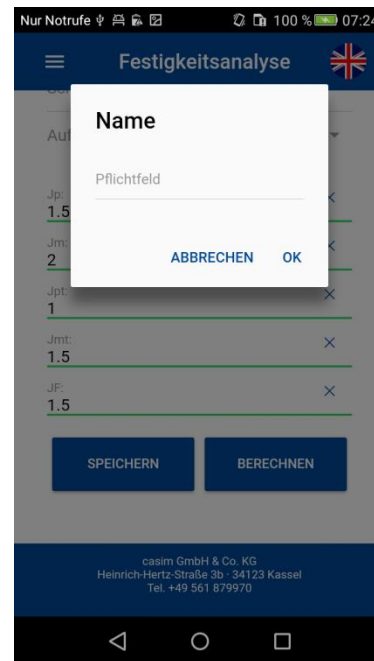 Nur Notrufe 100 % 07:24
Festigkeitsanalyse
Name
Auf
Pflichtfeld
Jp:
1.5
Jm:
2
ABBRECHEN OK
Jpt:
1
Jmt:
1.5
JF:
1.5
SPEICHERN BERECHNEN
casim GmbH & Co. KG
Heinrich-Hertz-Straße 3b · 34123 Kassel
Tel. +49 561 879970